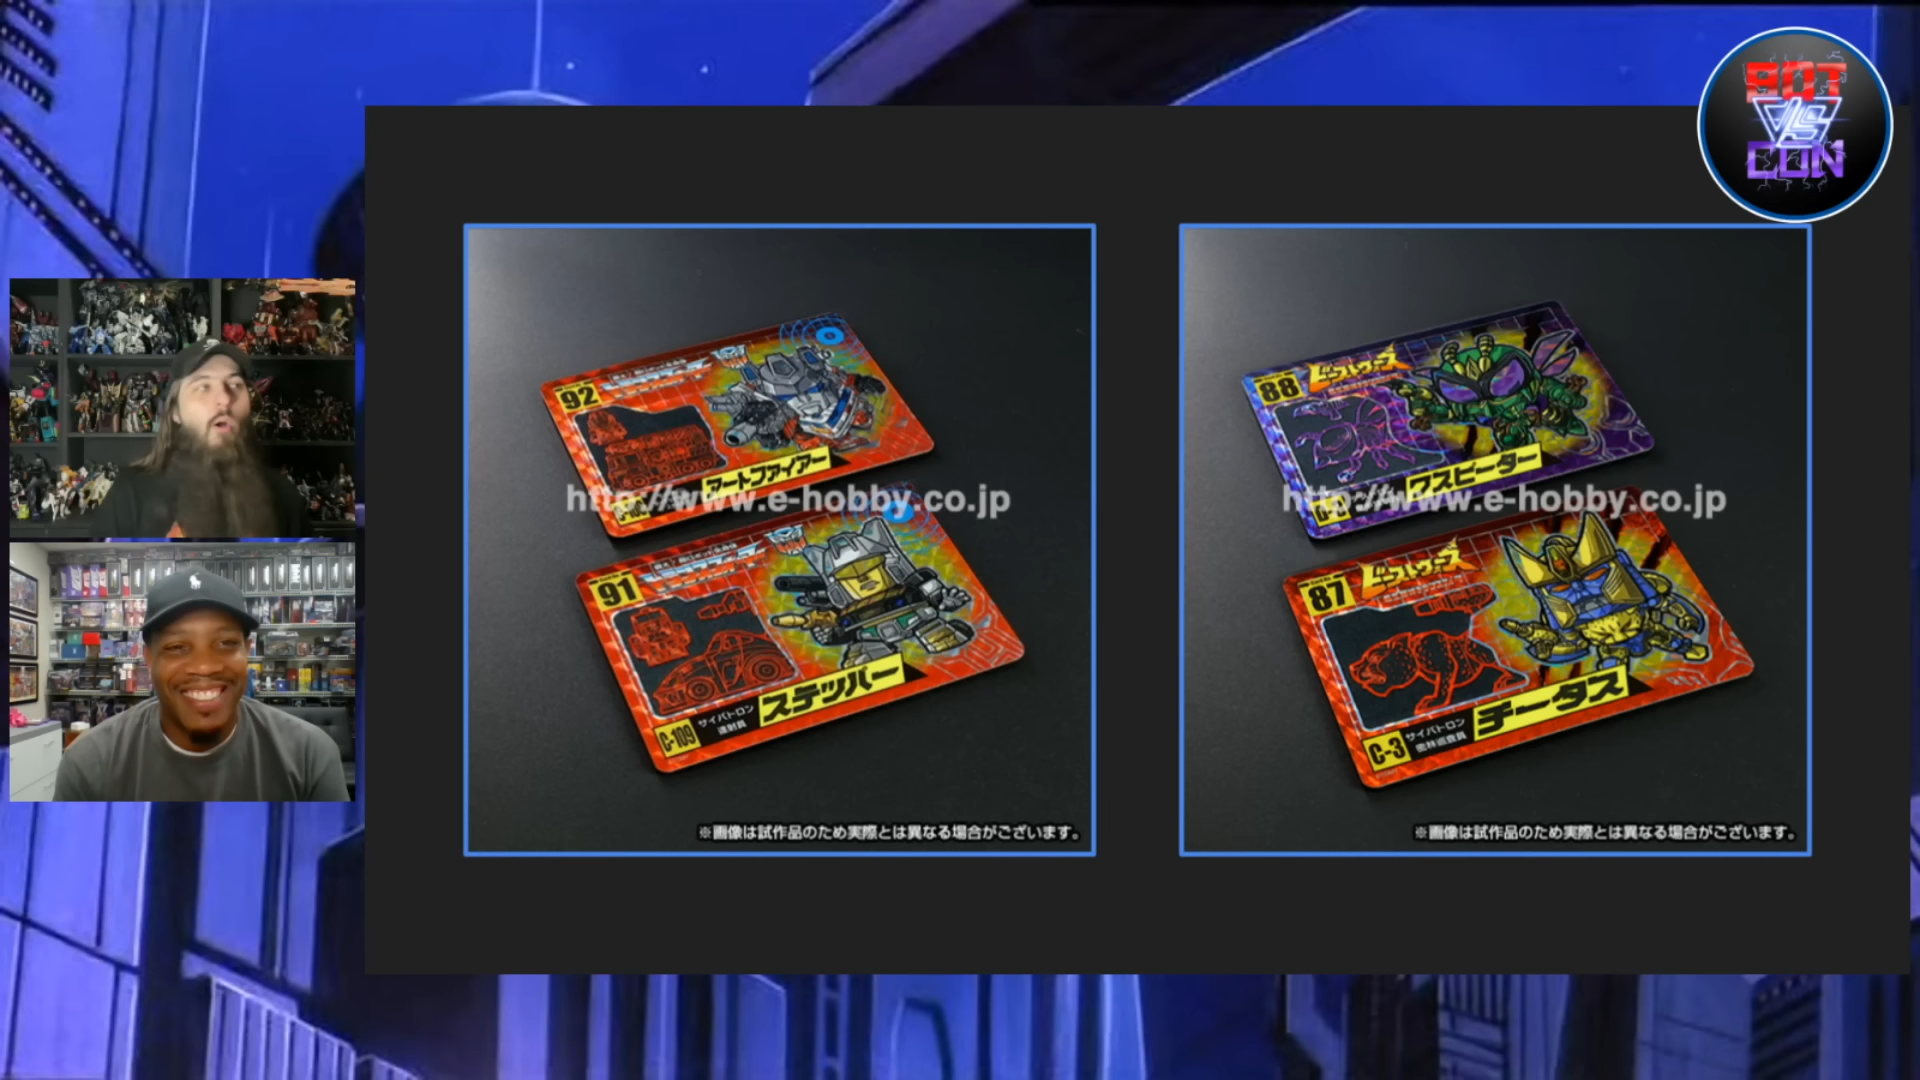 BOT
VS
CON
92
アートファイアー
http://www.e-hobby.co.jp
91
C-109
サイバトロン
ステッパー
※画像は試作品のため実際とは異なる場合がございます。
88
ビーストウォーズ
ワスピーター
http://www.e-hobby.co.jp
87
ビーストウォーズ
C-3
サイバトロン
密林巡査員
チータス
※画像は試作品のため実際とは異なる場合がございます。